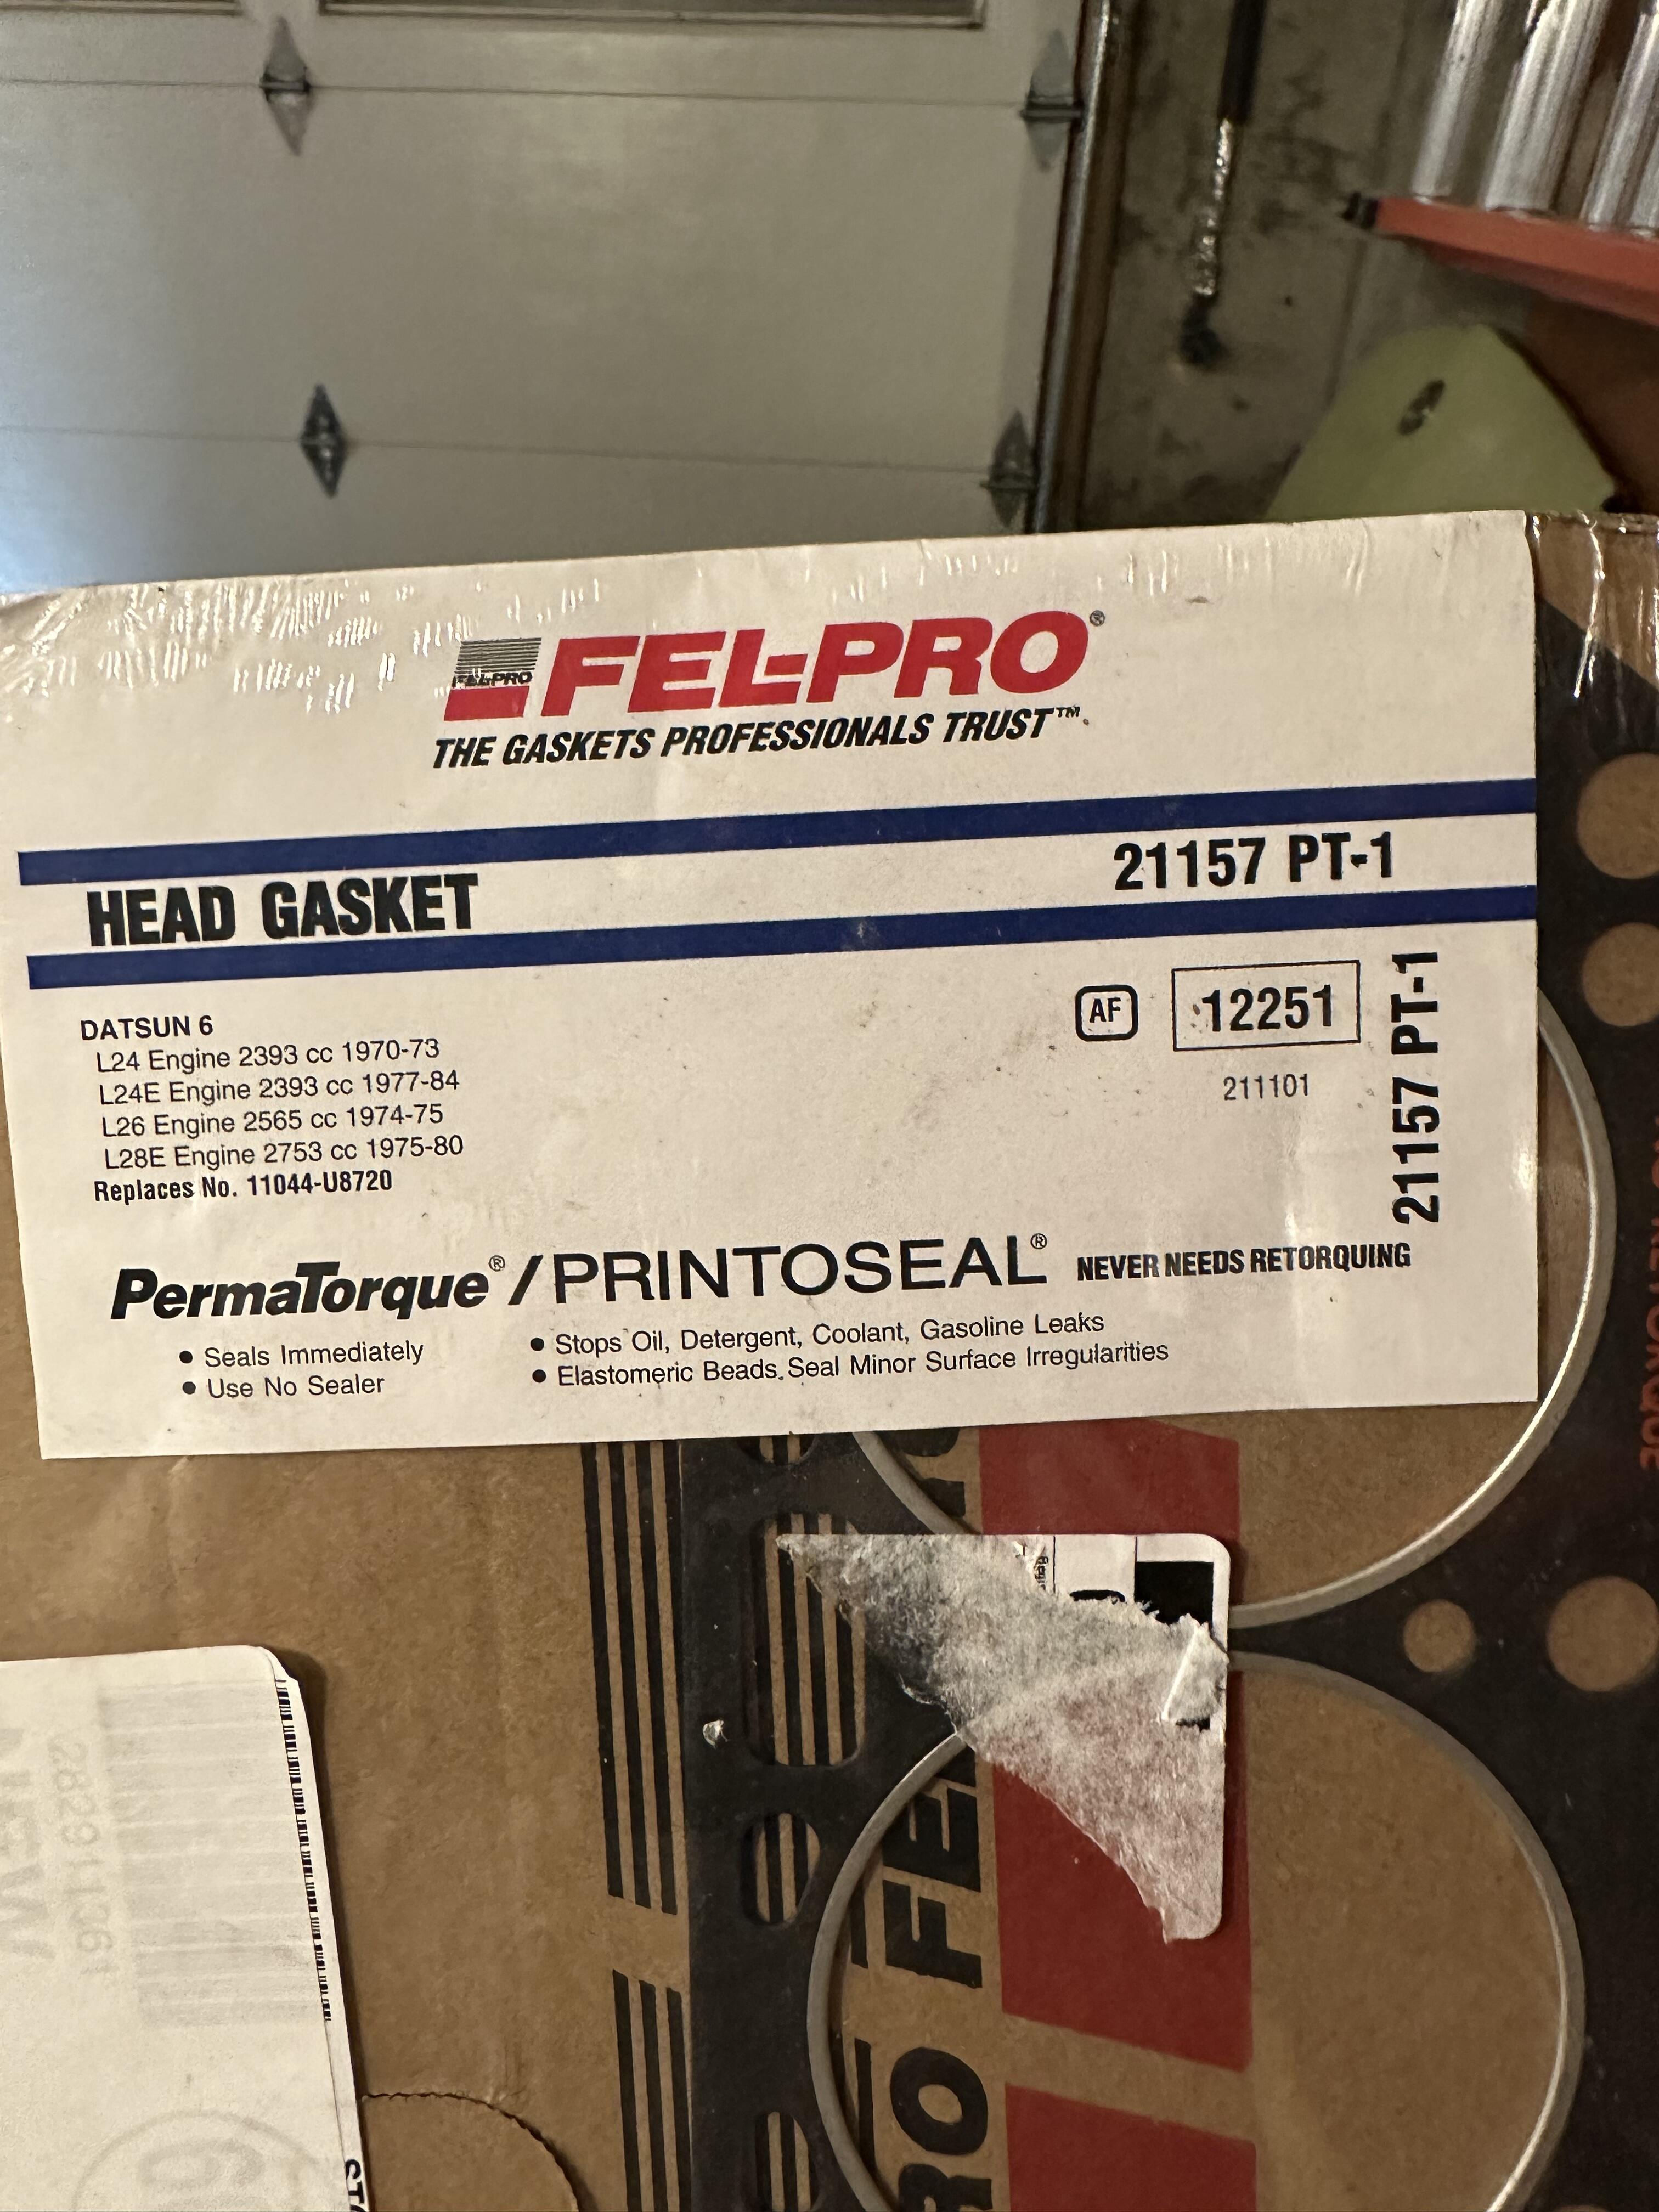 FEL-PRO
FEL-PRO®
THE GASKETS PROFESSIONALS TRUST™
HEAD GASKET
21157 PT-1
DATSUN 6
L24 Engine 2393 cc 1970-73
L24E Engine 2393 cc 1977-84
L26 Engine 2565 cc 1974-75
L28E Engine 2753 cc 1975-80
Replaces No. 11044-U8720
AF
12251
211101
21157 PT-1
PermaTorque®/PRINTOSEAL® NEVER NEEDS RETORQUING
• Seals Immediately
• Use No Sealer
• Stops Oil, Detergent, Coolant, Gasoline Leaks
• Elastomeric Beads Seal Minor Surface Irregularities
RO FEL